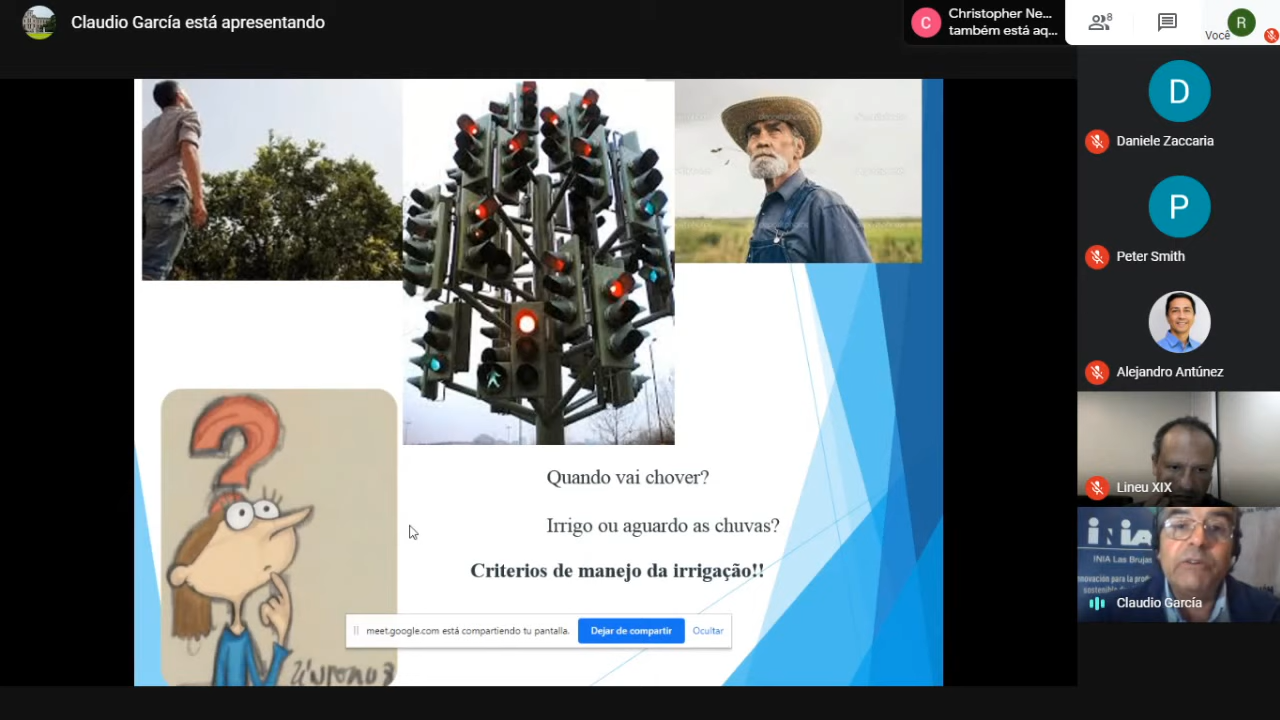 Claudio García está apresentando
Christopher Ne...
também está aq...
8
Você
C
R
D
Daniele Zaccaria
P
Peter Smith
Alejandro Antúnez
Lineu XIX
INIA
INIA Las Brujas
sostenible d
Claudio García
?
Quando vai chover?
Irrigo ou aguardo as chuvas?
Criterios de manejo da irrigação!!
meet.google.com está compartiendo tu pantalla.
Dejar de compartir
Ocultar